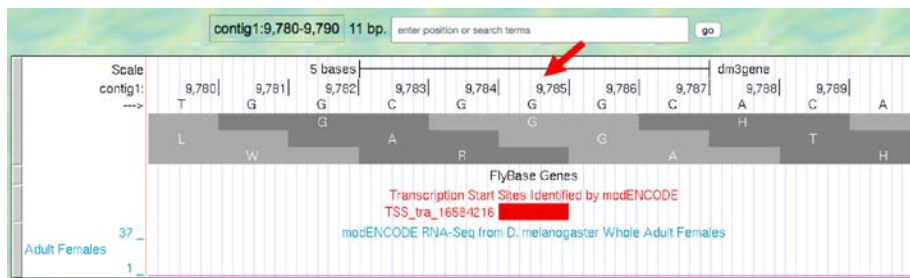 contig1:9,780-9,790 11 bp. enter position or search terms go
Scale 5 bases dm3gene
contig1: 9,780 9,781 9,782 9,783 9,784 9,785 9,786 9,787 9,788 9,789
---> T G G C G G G C A C A
G G H
L A G T
W R A H
FlyBase Genes
Transcription Start Sites Identified by modENCODE
TSS_tra_16584216
37 _ modENCODE RNA-Seq from D. melanogaster Whole Adult Females
Adult Females
1 _